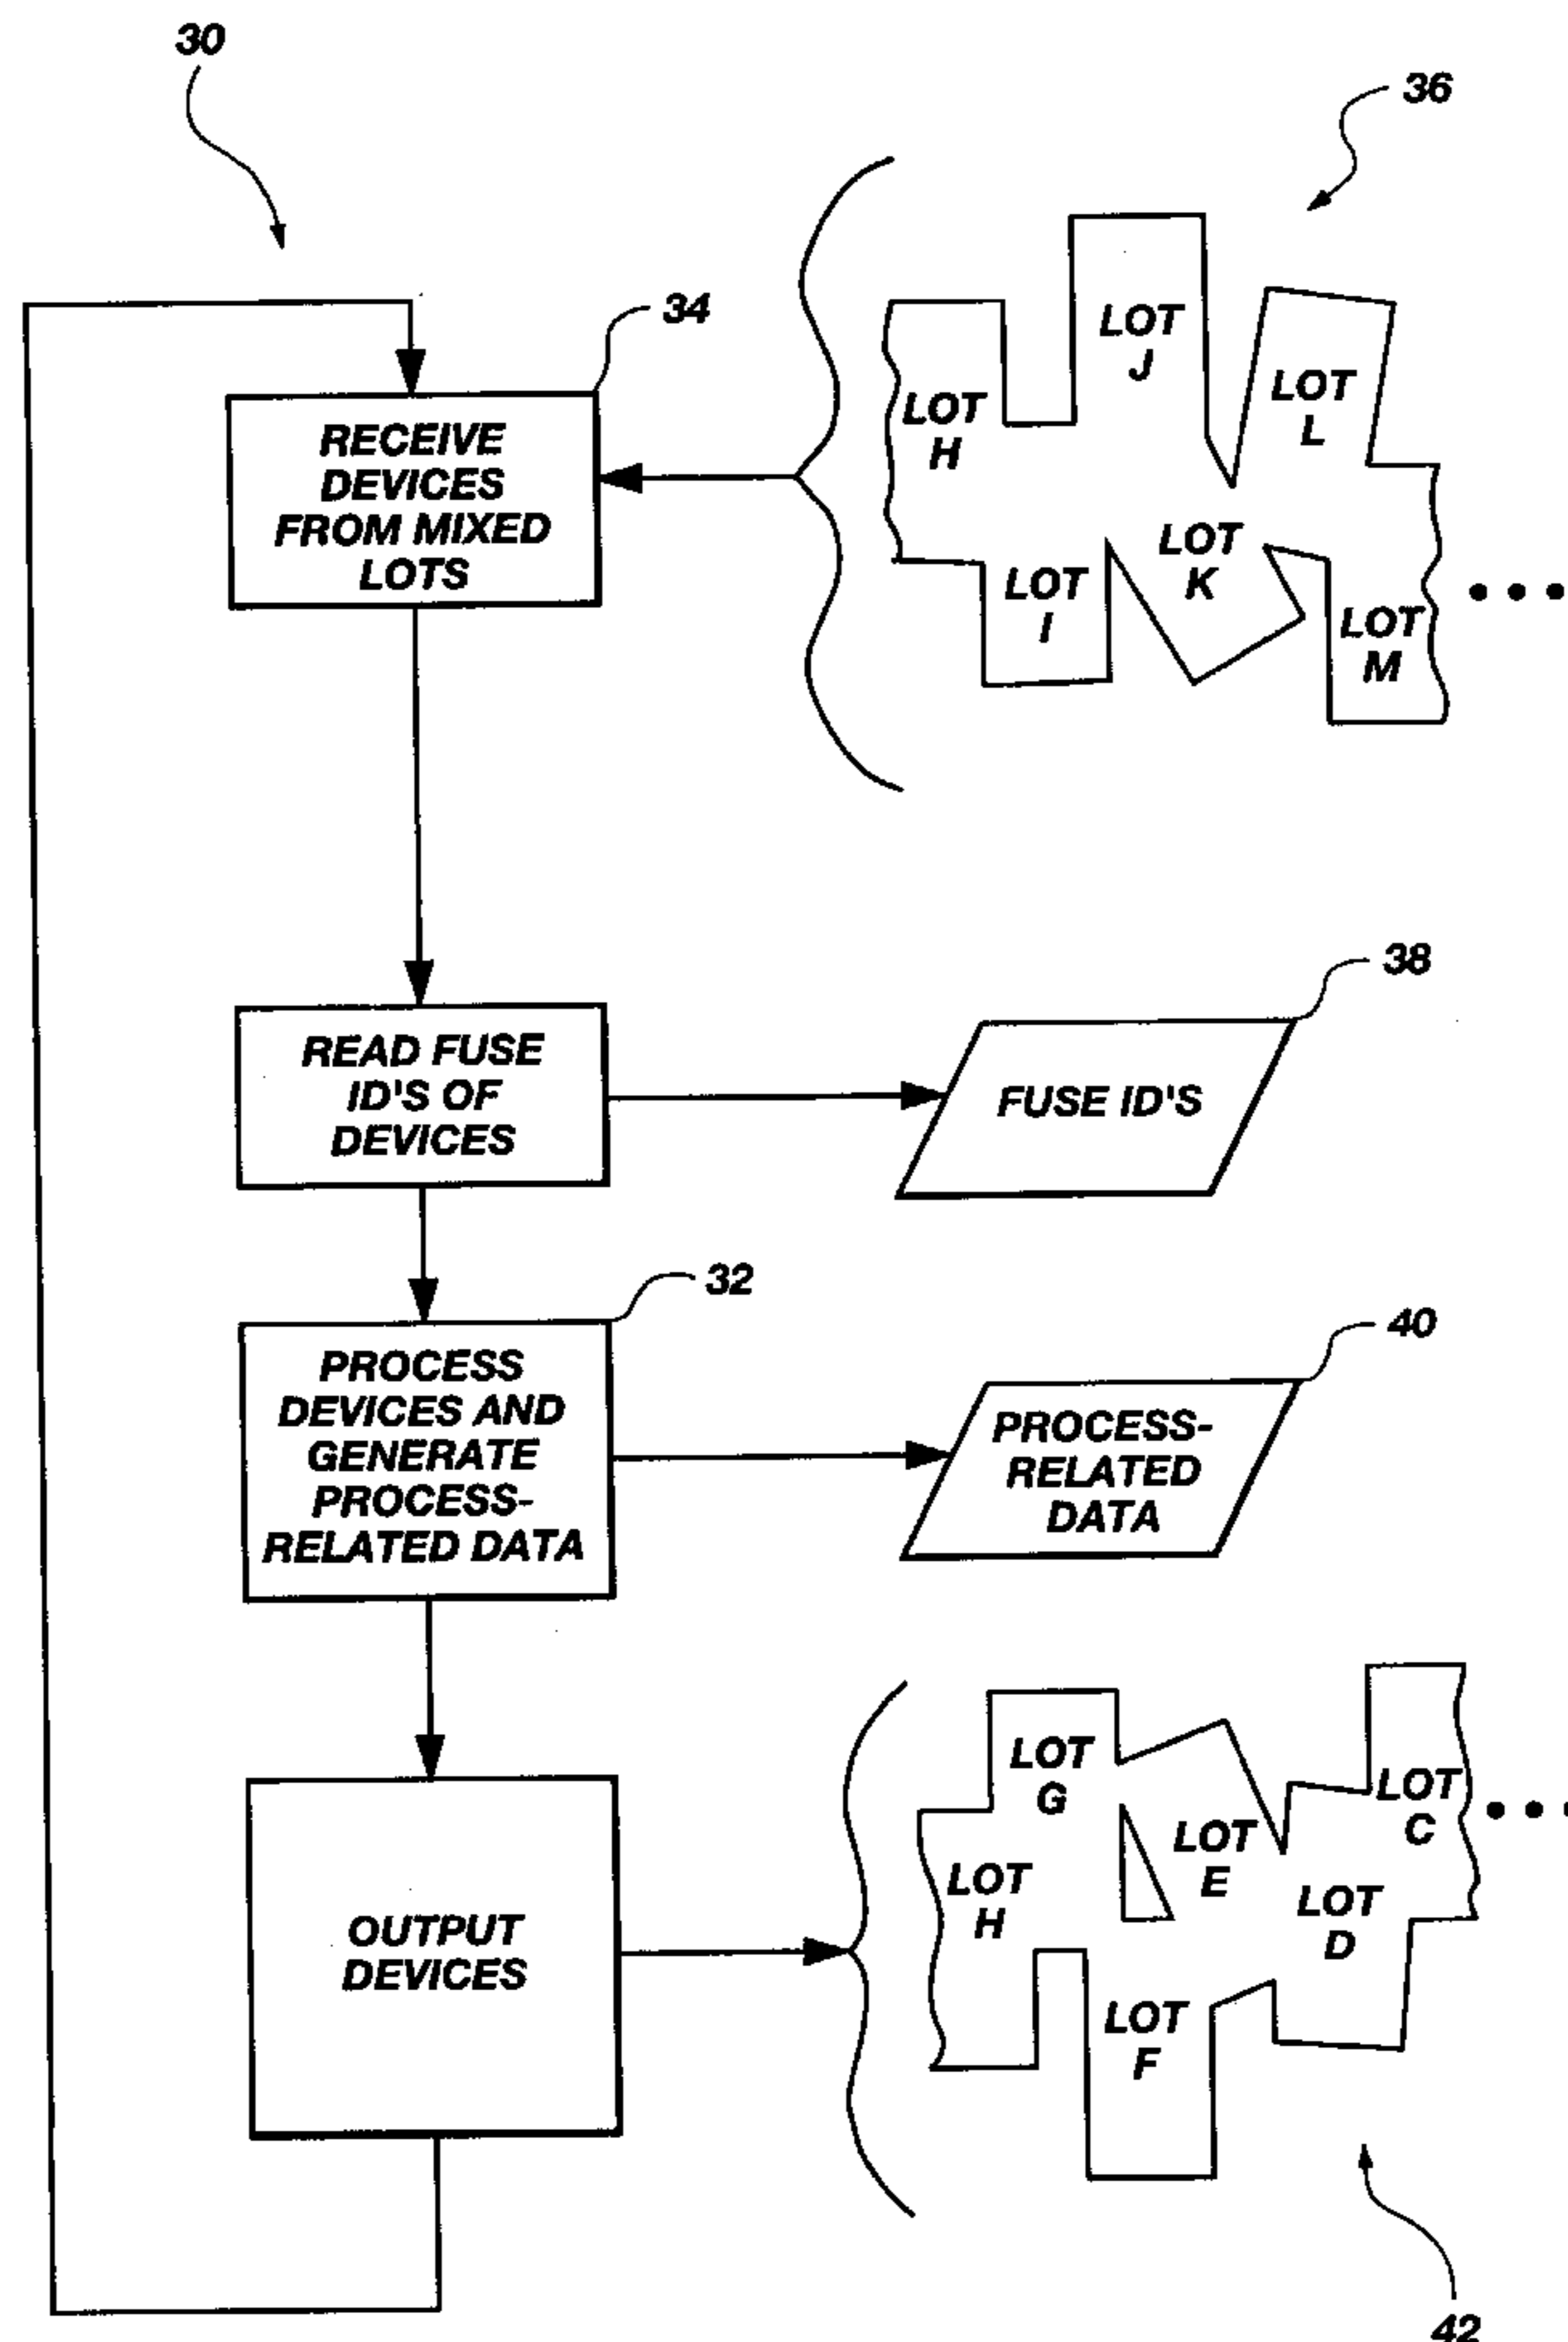 30
36
34
RECEIVE
DEVICES
FROM MIXED
LOTS
LOT
H
LOT
J
LOT
L
LOT
I
LOT
K
LOT
M
READ FUSE
ID'S OF
DEVICES
38
FUSE ID'S
32
PROCESS
DEVICES AND
GENERATE
PROCESS-
RELATED DATA
40
PROCESS-
RELATED
DATA
OUTPUT
DEVICES
LOT
G
LOT
H
LOT
E
LOT
C
LOT
D
LOT
F
42